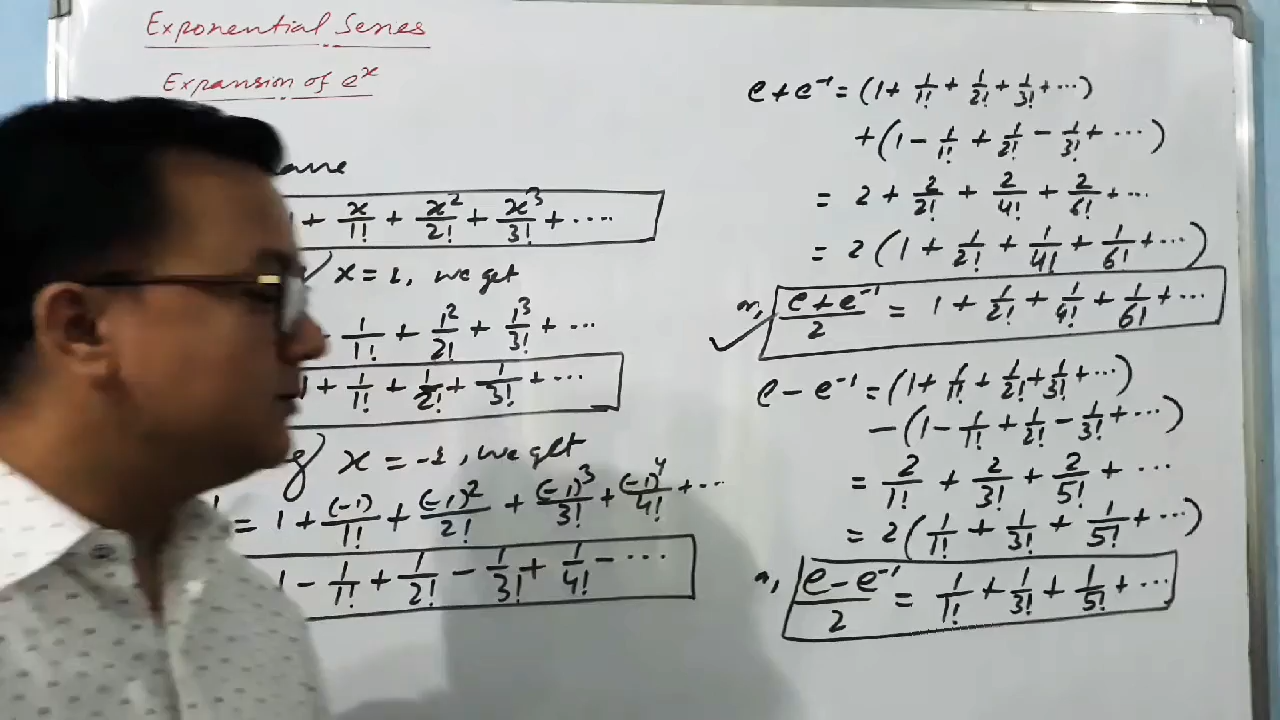 Exponential Series
Expansion of e^x
+ x/1! + x²/2! + x³/3! + ....
x = 1, we get
+ 1/1! + 1²/2! + 1³/3! + ...
1 + 1/1! + 1/2! + 1/3! + ...
x = -1, we get
= 1 + (-1)/1! + (-1)²/2! + (-1)³/3! + (-1)⁴/4! + ...
1 - 1/1! + 1/2! - 1/3! + 1/4! - ....
e + e⁻¹ = (1 + 1/1! + 1/2! + 1/3! + ...)
+ (1 - 1/1! + 1/2! - 1/3! + ...)
= 2 + 2/2! + 2/4! + 2/6! + ...
= 2 (1 + 1/2! + 1/4! + 1/6! + ...)
or, (e + e⁻¹)/2 = 1 + 1/2! + 1/4! + 1/6! + ...
e - e⁻¹ = (1 + 1/1! + 1/2! + 1/3! + ...)
- (1 - 1/1! + 1/2! - 1/3! + ...)
= 2/1! + 2/3! + 2/5! + ...
= 2 (1/1! + 1/3! + 1/5! + ...)
(e - e⁻¹)/2 = 1/1! + 1/3! + 1/5! + ...